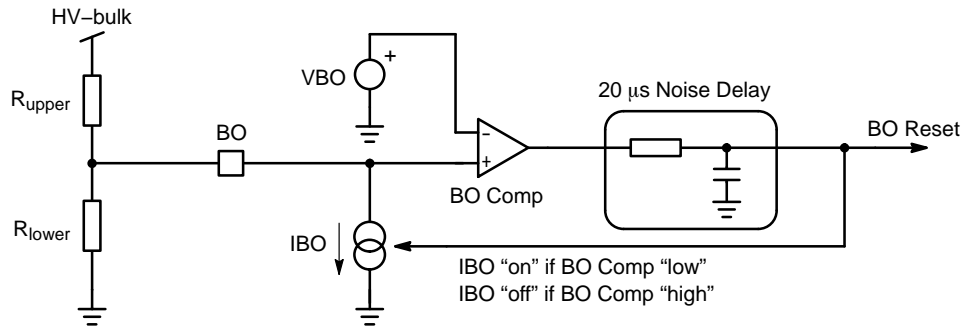 HV−bulk
Rupper
BO
Rlower
VBO
+
−
+
BO Comp
IBO
20 μs Noise Delay
BO Reset
IBO “on” if BO Comp “low”
IBO “off” if BO Comp “high”